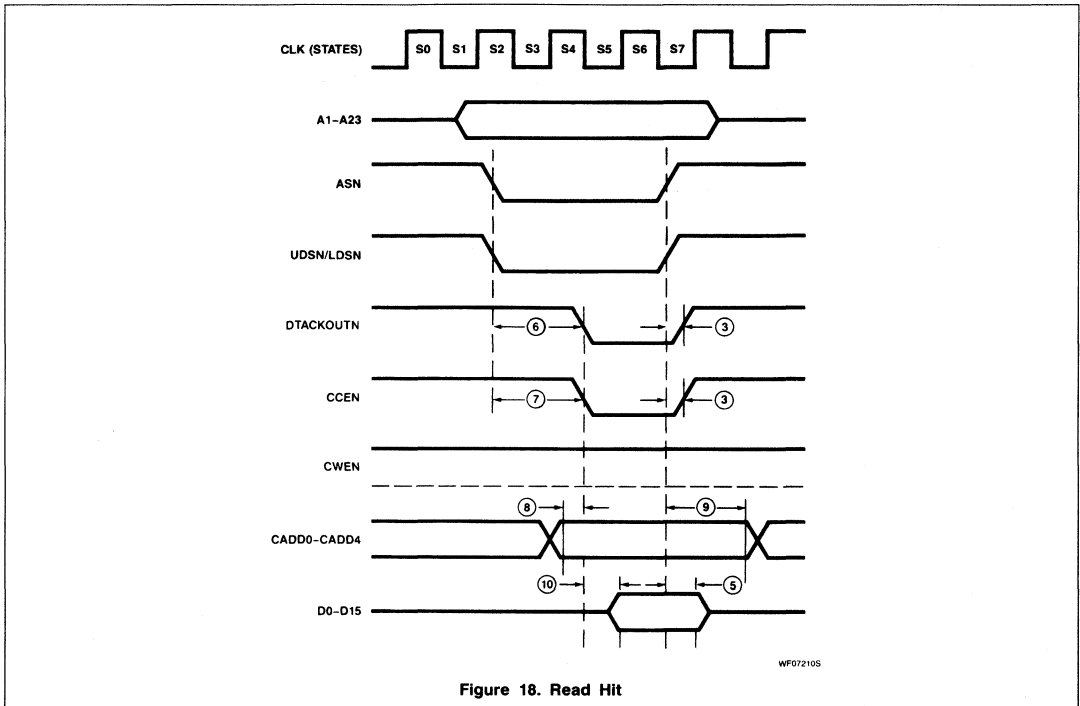 CLK (STATES) S0 S1 S2 S3 S4 S5 S6 S7
A1–A23
ASN
UDSN/LDSN
DTACKOUTN 6 3
CCEN 7 3
CWEN
8 9
CADD0–CADD4
10 5
D0–D15
WF07210S
Figure 18. Read Hit